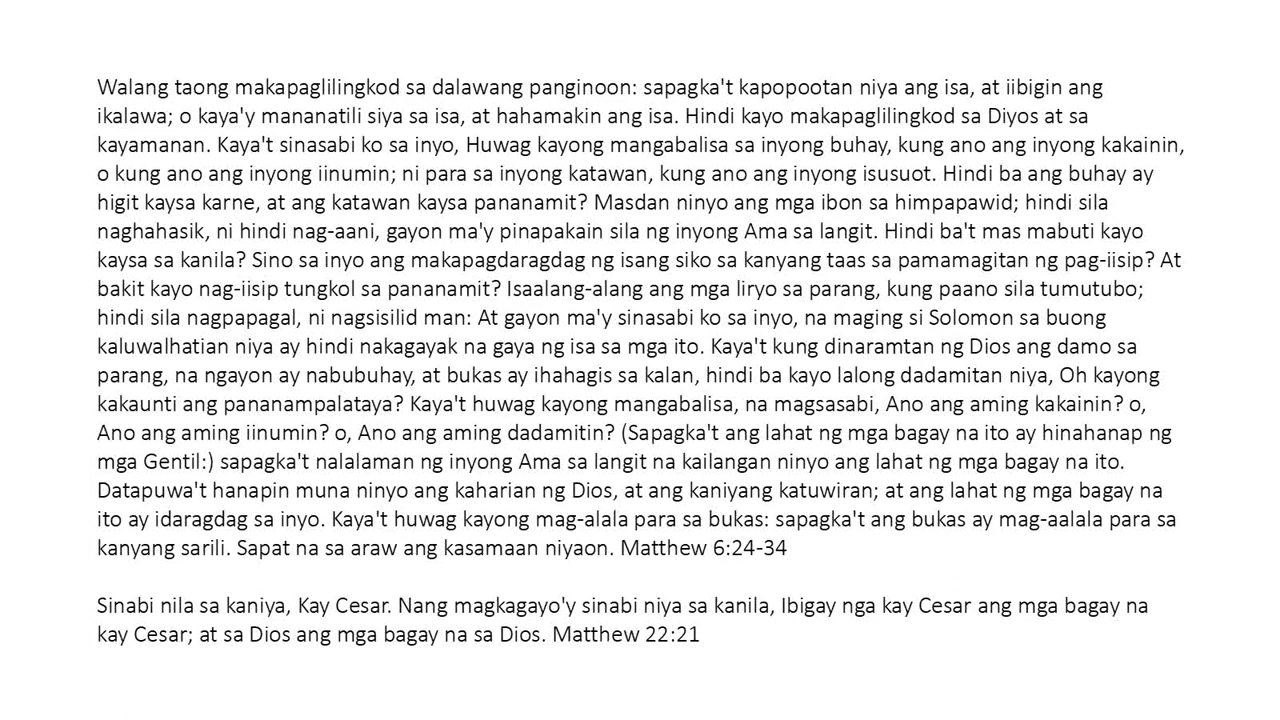 Walang taong makapaglilingkod sa dalawang panginoon: sapagka't kapopootan niya ang isa, at iibigin ang
ikalawa; o kaya'y mananatili siya sa isa, at hahamakin ang isa. Hindi kayo makapaglilingkod sa Diyos at sa
kayamanan. Kaya't sinasabi ko sa inyo, Huwag kayong mangabalisa sa inyong buhay, kung ano ang inyong kakainin,
o kung ano ang inyong iinumin; ni para sa inyong katawan, kung ano ang inyong isusuot. Hindi ba ang buhay ay
higit kaysa karne, at ang katawan kaysa pananamit? Masdan ninyo ang mga ibon sa himpapawid; hindi sila
naghahasik, ni hindi nag-aani, gayon ma'y pinapakain sila ng inyong Ama sa langit. Hindi ba't mas mabuti kayo
kaysa sa kanila? Sino sa inyo ang makapagdaragdag ng isang siko sa kanyang taas sa pamamagitan ng pag-iisip? At
bakit kayo nag-iisip tungkol sa pananamit? Isaalang-alang ang mga liryo sa parang, kung paano sila tumutubo;
hindi sila nagpapagal, ni nagsisilid man: At gayon ma'y sinasabi ko sa inyo, na maging si Solomon sa buong
kaluwalhatian niya ay hindi nakagayak na gaya ng isa sa mga ito. Kaya't kung dinaramtan ng Dios ang damo sa
parang, na ngayon ay nabubuhay, at bukas ay ihahagis sa kalan, hindi ba kayo lalong dadamitan niya, Oh kayong
kakaunti ang pananampalataya? Kaya't huwag kayong mangabalisa, na magsasabi, Ano ang aming kakainin? o,
Ano ang aming iinumin? o, Ano ang aming dadamitin? (Sapagka't ang lahat ng mga bagay na ito ay hinahanap ng
mga Gentil:) sapagka't nalalaman ng inyong Ama sa langit na kailangan ninyo ang lahat ng mga bagay na ito.
Datapuwa't hanapin muna ninyo ang kaharian ng Dios, at ang kaniyang katuwiran; at ang lahat ng mga bagay na
ito ay idaragdag sa inyo. Kaya't huwag kayong mag-alala para sa bukas: sapagka't ang bukas ay mag-aalala para sa
kanyang sarili. Sapat na sa araw ang kasamaan niyaon. Matthew 6:24-34

Sinabi nila sa kaniya, Kay Cesar. Nang magkagayo'y sinabi niya sa kanila, Ibigay nga kay Cesar ang mga bagay na
kay Cesar; at sa Dios ang mga bagay na sa Dios. Matthew 22:21